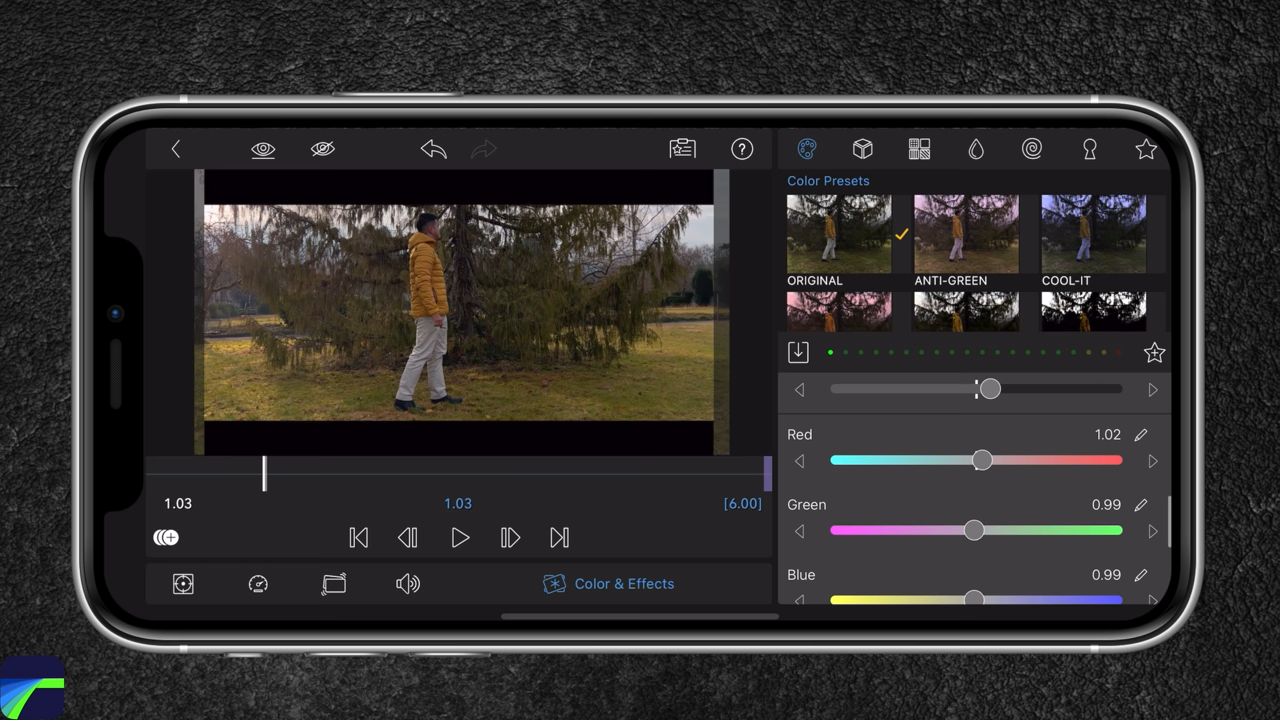 Color Presets
ORIGINAL
ANTI-GREEN
COOL-IT
Red
1.02
Green
0.99
Blue
0.99
1.03
1.03
[6.00]
Color & Effects